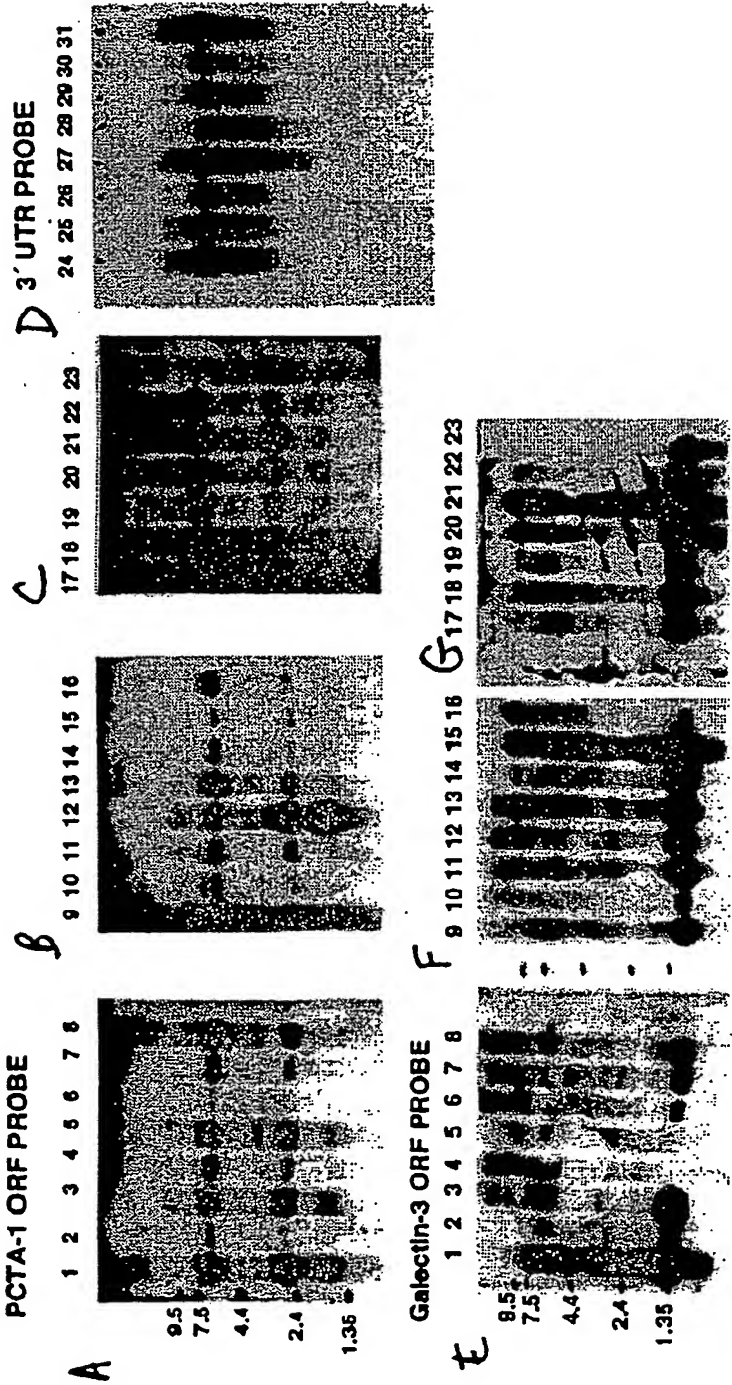 PCTA-1 ORF PROBE
A
1 2 3 4 5 6 7 8
9.5
7.5
4.4
2.4
1.35
B
9 10 11 12 13 14 15 16
C
17 18 19 20 21 22 23
D 3' UTR PROBE
24 25 26 27 28 29 30 31
Galectin-3 ORF PROBE
E
1 2 3 4 5 6 7 8
9.5
7.5
4.4
2.4
1.35
F
9 10 11 12 13 14 15 16
G
17 18 19 20 21 22 23